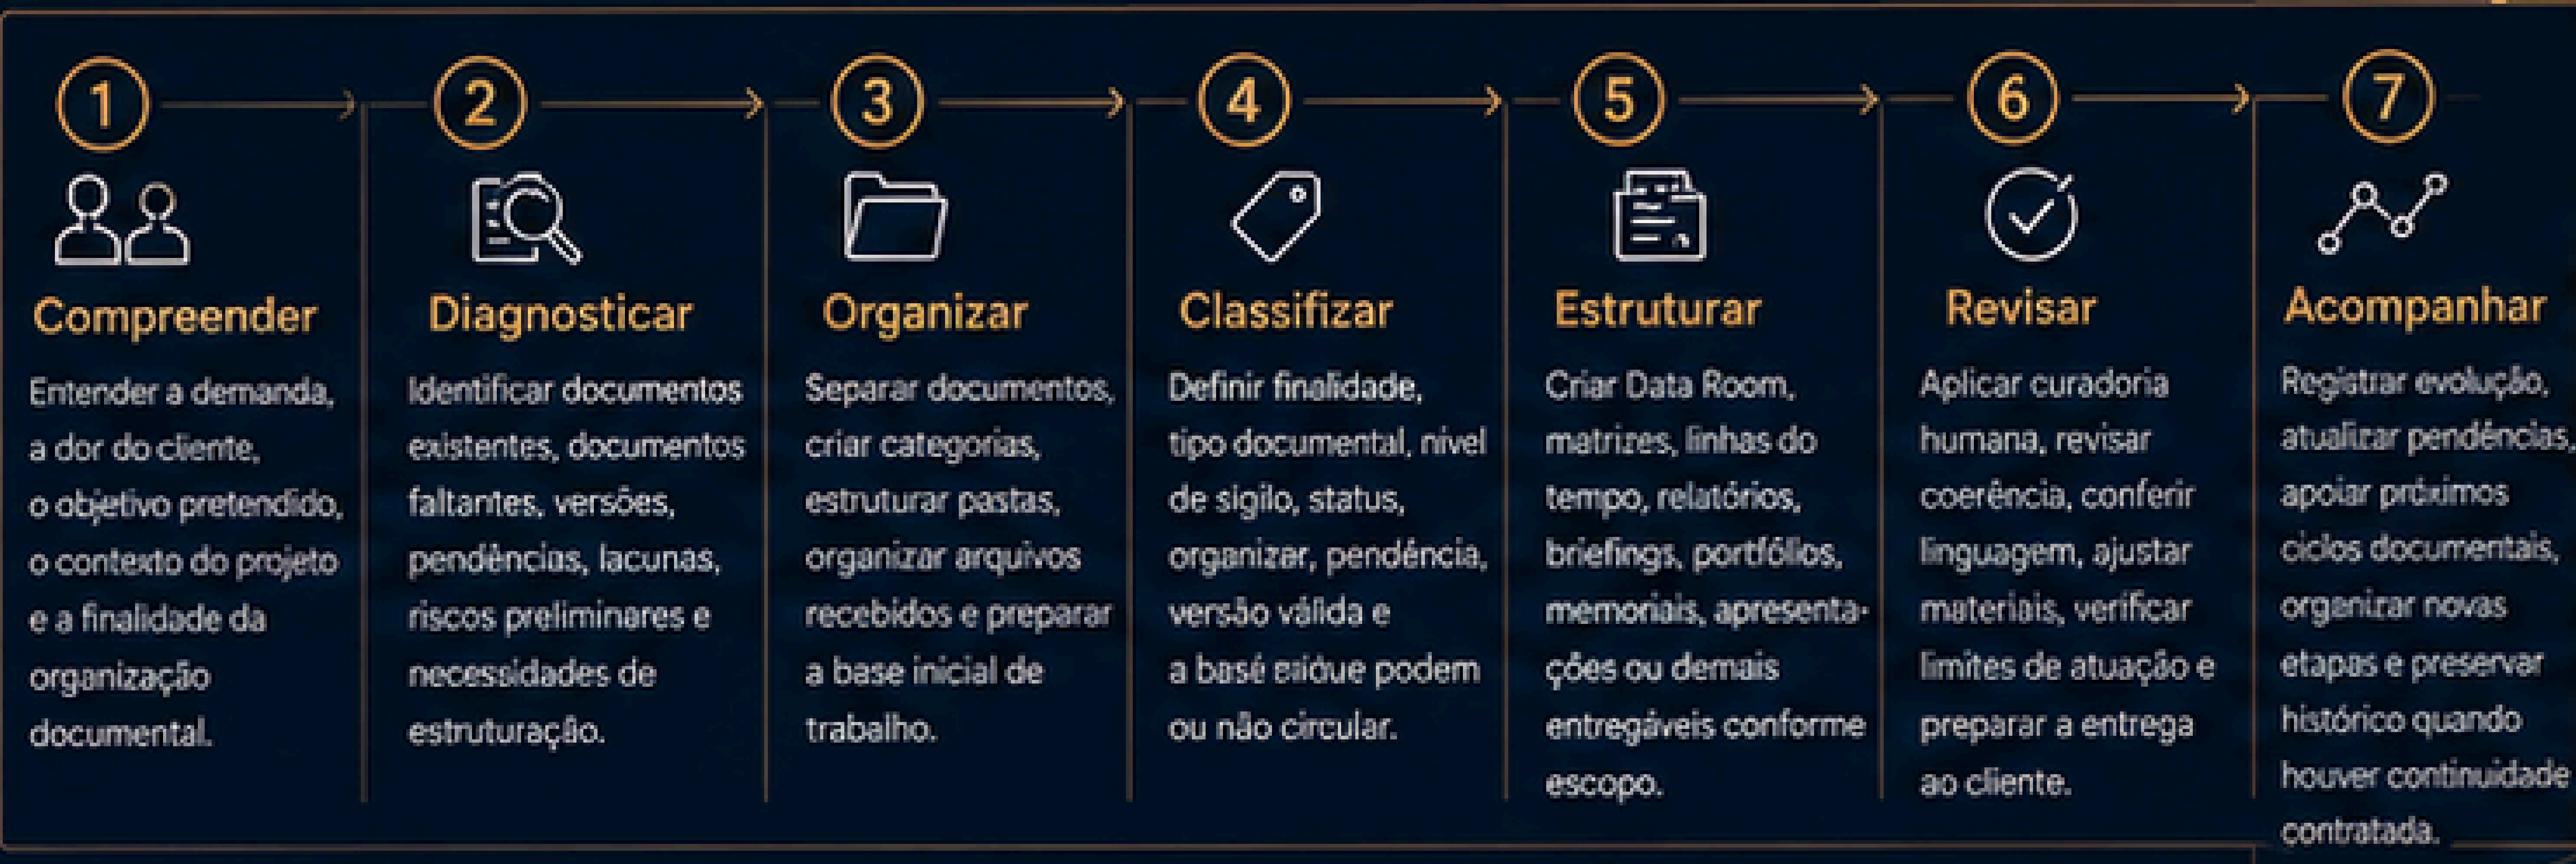 1
Compreender
Entender a demanda,
a dor do cliente,
o objetivo pretendido,
o contexto do projeto
e a finalidade da
organização
documental.
2
Diagnosticar
Identificar documentos
existentes, documentos
faltantes, versões,
pendências, lacunas,
riscos preliminares e
necessidades de
estruturação.
3
Organizar
Separar documentos,
criar categorias,
estruturar pastas,
organizar arquivos
recebidos e preparar
a base inicial de
trabalho.
4
Classifizar
Definir finalidade,
tipo documental, nível
de sigilo, status,
organizar, pendência,
versão válida e
a basé podem
ou não circular.
5
Estruturar
Criar Data Room,
matrizes, linhas do
tempo, relatórios,
briefings, portfólios,
memoriais, apresenta-
ções ou demais
entregáveis conforme
escopo.
6
Revisar
Aplicar curadoria
humana, revisar
coerência, conferir
linguagem, ajustar
materiais, verificar
limites de atuação e
preparar a entrega
ao cliente.
7
Acompanhar
Registrar evolução,
atualizar pendências,
apoiar próximos
ciclos documentais,
organizar novas
etapas e preservar
histórico quando
houver continuidade
contratada.